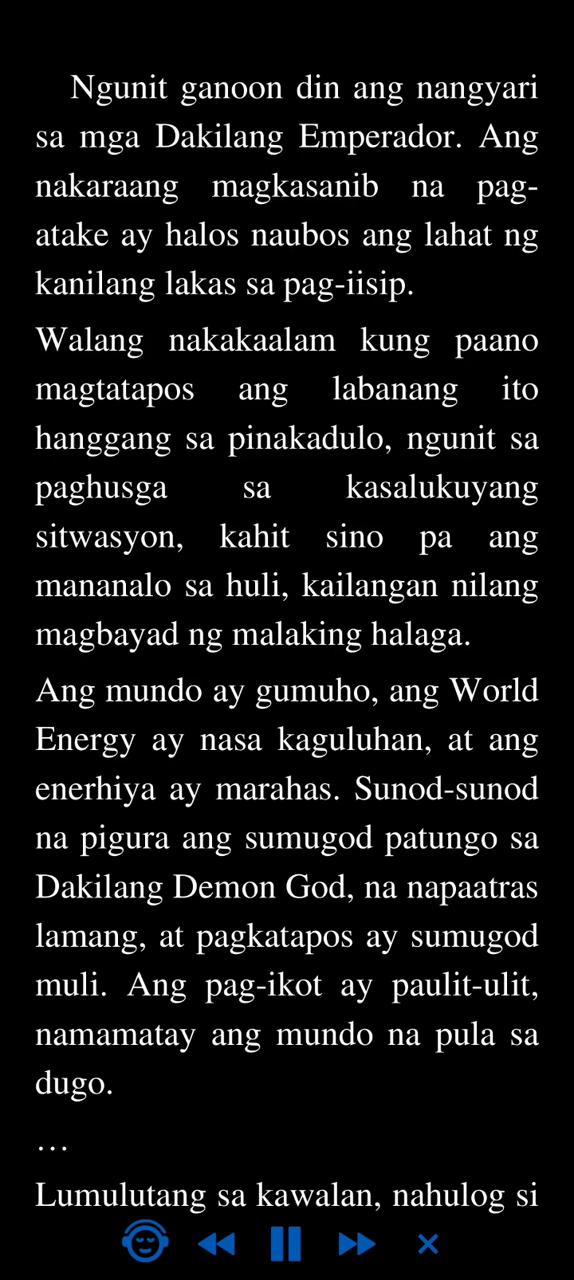 Ngunit ganoon din ang nangyari
sa mga Dakilang Emperador. Ang
nakaraang magkasanib na pag-
atake ay halos naubos ang lahat ng
kanilang lakas sa pag-iisip.
Walang nakakaalam kung paano
magtatapos ang labanang ito
hanggang sa pinakadulo, ngunit sa
paghusga sa kasalukuyang
sitwasyon, kahit sino pa ang
mananalo sa huli, kailangan nilang
magbayad ng malaking halaga.
Ang mundo ay gumuho, ang World
Energy ay nasa kaguluhan, at ang
enerhiya ay marahas. Sunod-sunod
na pigura ang sumugod patungo sa
Dakilang Demon God, na napaatras
lamang, at pagkatapos ay sumugod
muli. Ang pag-ikot ay paulit-ulit,
namamatay ang mundo na pula sa
dugo.
…
Lumulutang sa kawalan, nahulog si